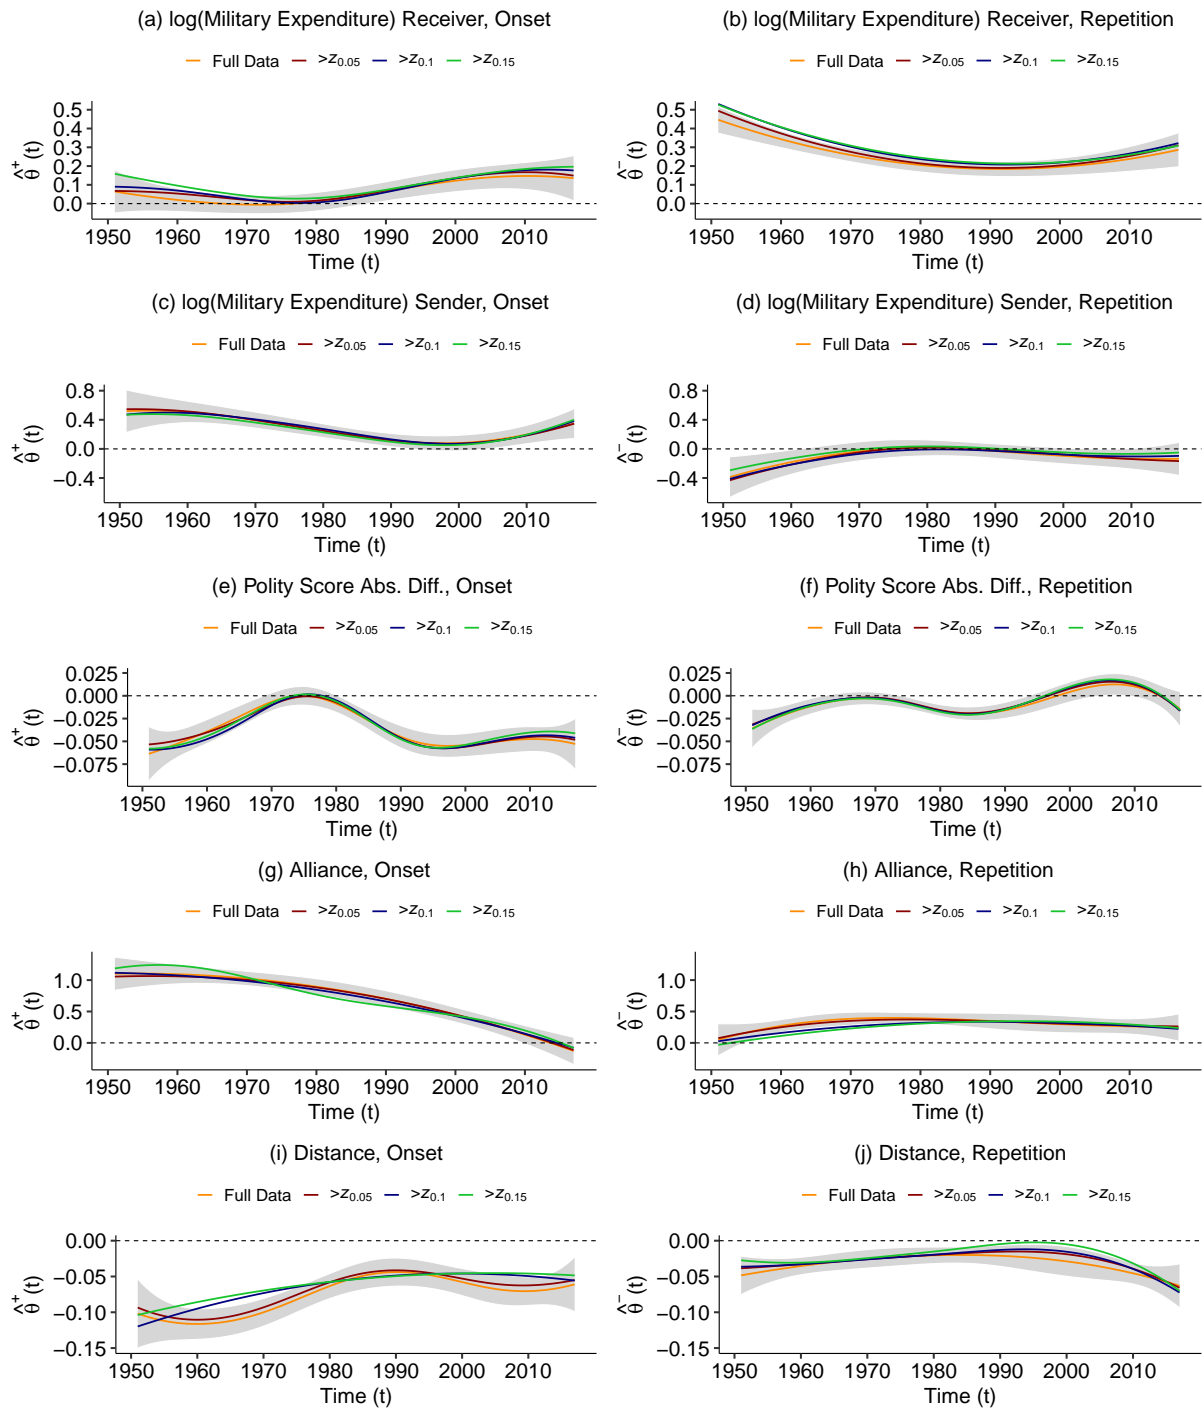 (a) log(Military Expenditure) Receiver, Onset
Full Data >z0.05 >z0.1 >z0.15
0.5
0.4
0.3
0.2
0.1
0.0
θ̂⁺(t)
1950 1960 1970 1980 1990 2000 2010
Time (t)
(b) log(Military Expenditure) Receiver, Repetition
Full Data >z0.05 >z0.1 >z0.15
0.5
0.4
0.3
0.2
0.1
0.0
θ̂⁻(t)
1950 1960 1970 1980 1990 2000 2010
Time (t)
(c) log(Military Expenditure) Sender, Onset
Full Data >z0.05 >z0.1 >z0.15
0.8
0.4
0.0
−0.4
θ̂⁺(t)
1950 1960 1970 1980 1990 2000 2010
Time (t)
(d) log(Military Expenditure) Sender, Repetition
Full Data >z0.05 >z0.1 >z0.15
0.8
0.4
0.0
−0.4
θ̂⁻(t)
1950 1960 1970 1980 1990 2000 2010
Time (t)
(e) Polity Score Abs. Diff., Onset
Full Data >z0.05 >z0.1 >z0.15
0.025
0.000
−0.025
−0.050
−0.075
θ̂⁺(t)
1950 1960 1970 1980 1990 2000 2010
Time (t)
(f) Polity Score Abs. Diff., Repetition
Full Data >z0.05 >z0.1 >z0.15
0.025
0.000
−0.025
−0.050
−0.075
θ̂⁻(t)
1950 1960 1970 1980 1990 2000 2010
Time (t)
(g) Alliance, Onset
Full Data >z0.05 >z0.1 >z0.15
1.0
0.5
0.0
θ̂⁺(t)
1950 1960 1970 1980 1990 2000 2010
Time (t)
(h) Alliance, Repetition
Full Data >z0.05 >z0.1 >z0.15
1.0
0.5
0.0
θ̂⁻(t)
1950 1960 1970 1980 1990 2000 2010
Time (t)
(i) Distance, Onset
Full Data >z0.05 >z0.1 >z0.15
0.00
−0.05
−0.10
−0.15
θ̂⁺(t)
1950 1960 1970 1980 1990 2000 2010
Time (t)
(j) Distance, Repetition
Full Data >z0.05 >z0.1 >z0.15
0.00
−0.05
−0.10
−0.15
θ̂⁻(t)
1950 1960 1970 1980 1990 2000 2010
Time (t)